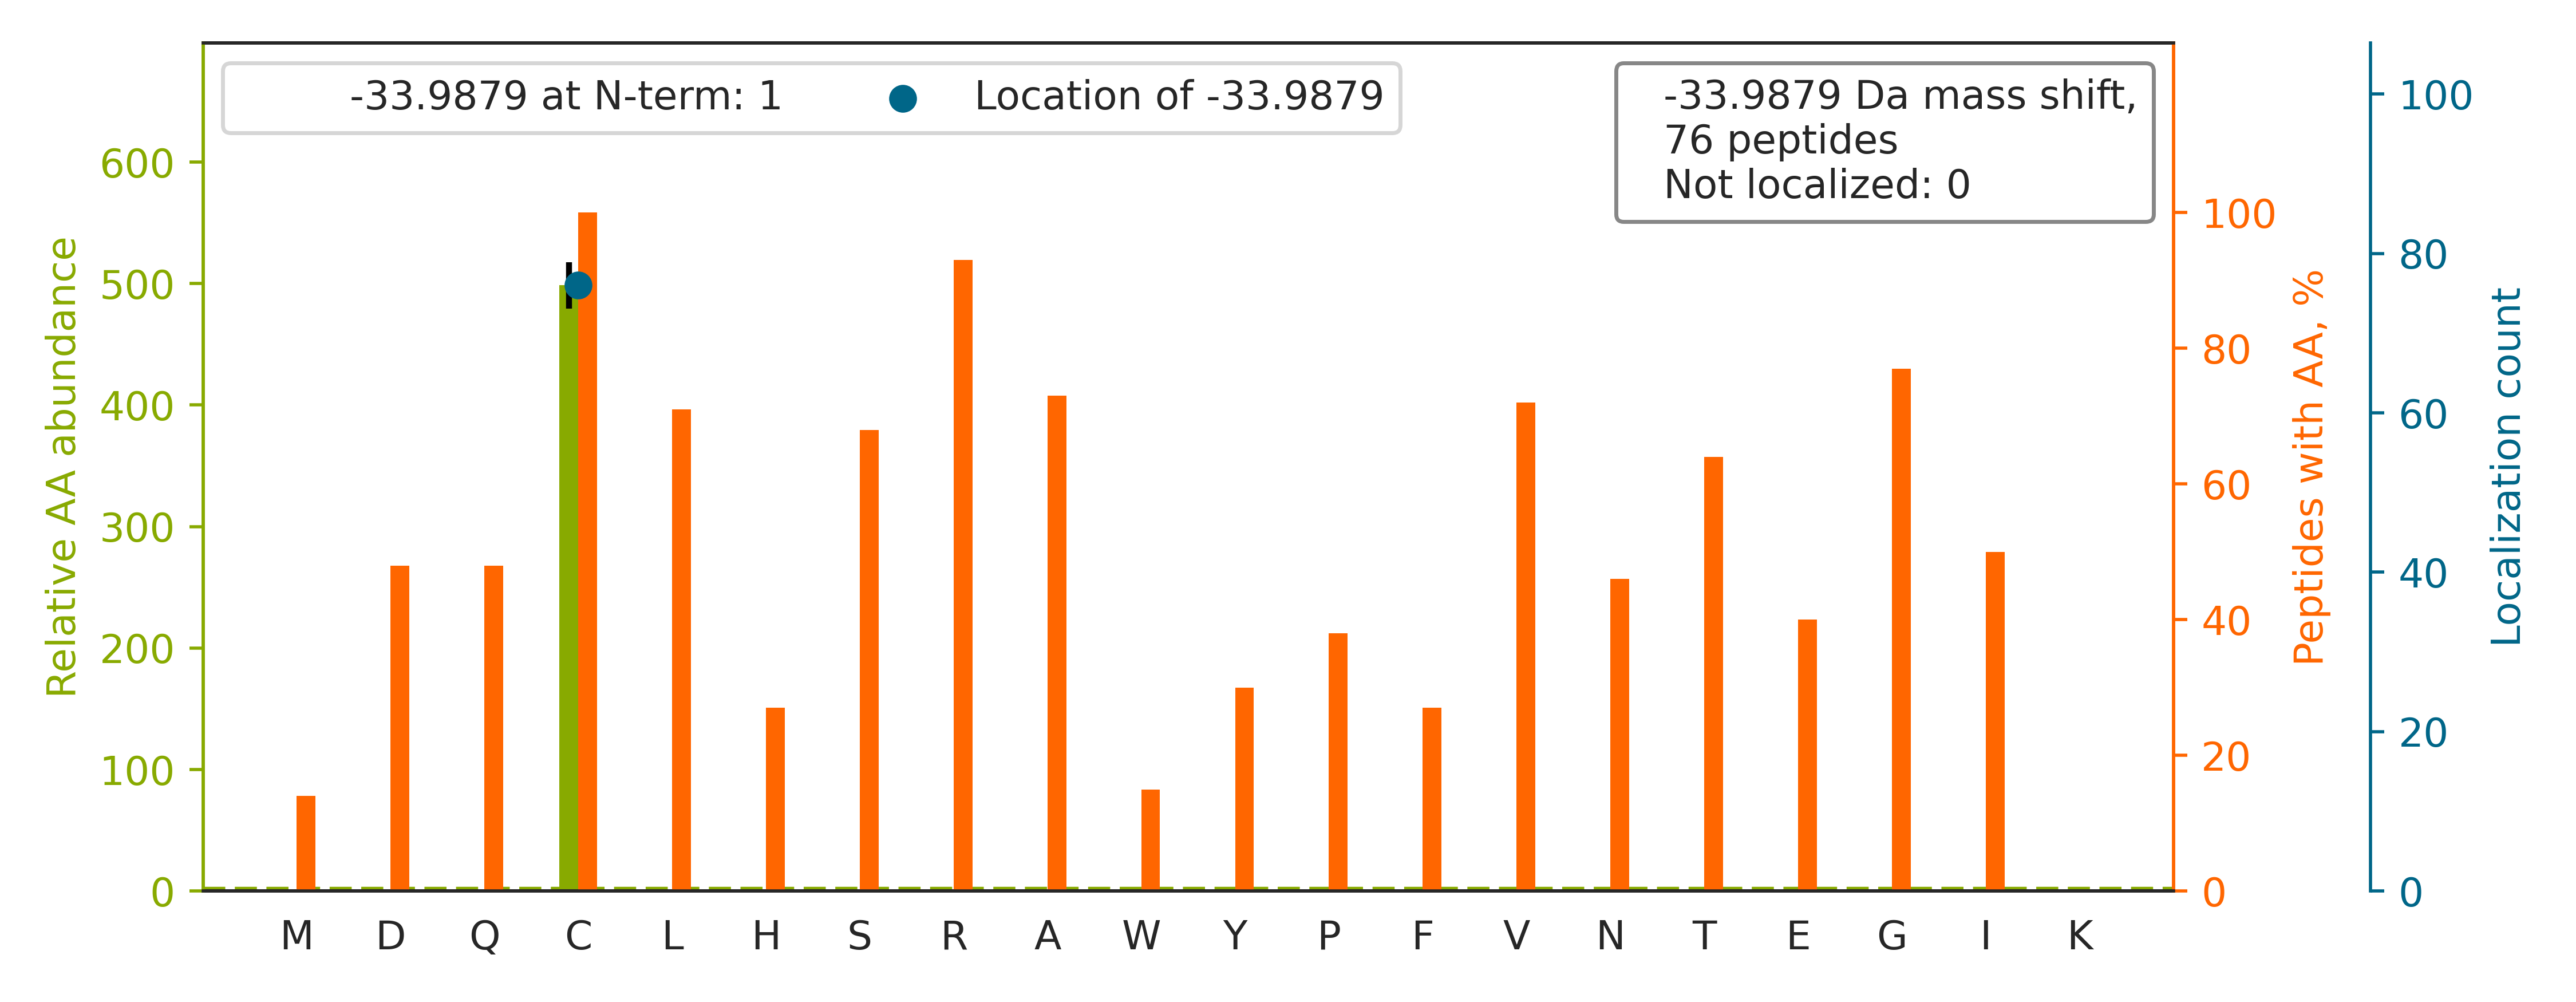 -33.9879 at N-term: 1
Location of -33.9879
-33.9879 Da mass shift,
76 peptides
Not localized: 0
Relative AA abundance
600
500
400
300
200
100
0
M D Q C L H S R A W Y P F V N T E G I K
100
80
60
40
20
0
Peptides with AA, %
100
80
60
40
20
0
Localization count